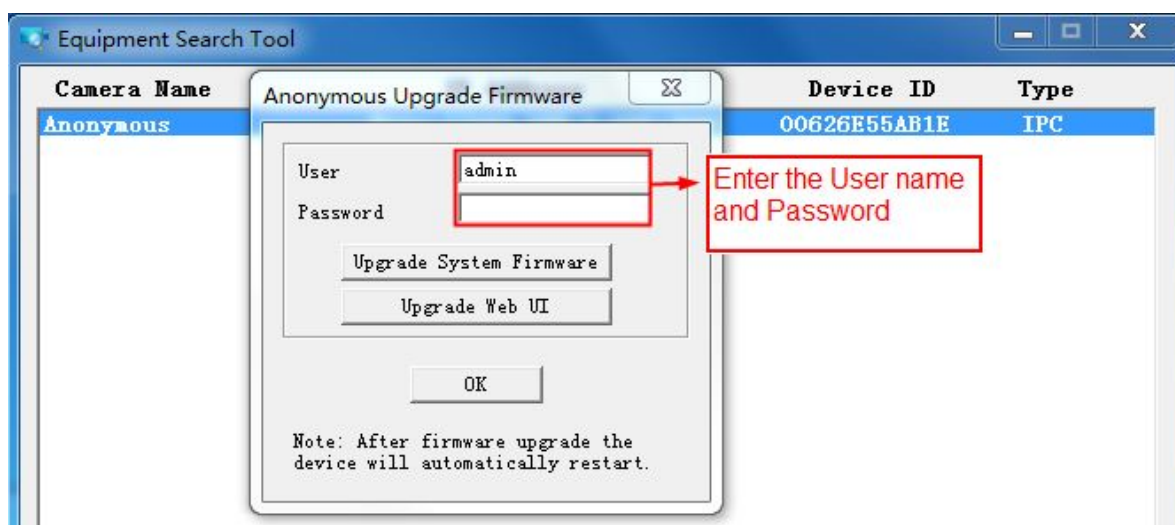 Equipment Search Tool
Camera Name Device ID Type
Anonymous 00626E55AB1E IPC
Anonymous Upgrade Firmware
User admin
Password
Enter the User name
and Password
Upgrade System Firmware
Upgrade Web UI
OK
Note: After firmware upgrade the
device will automatically restart.